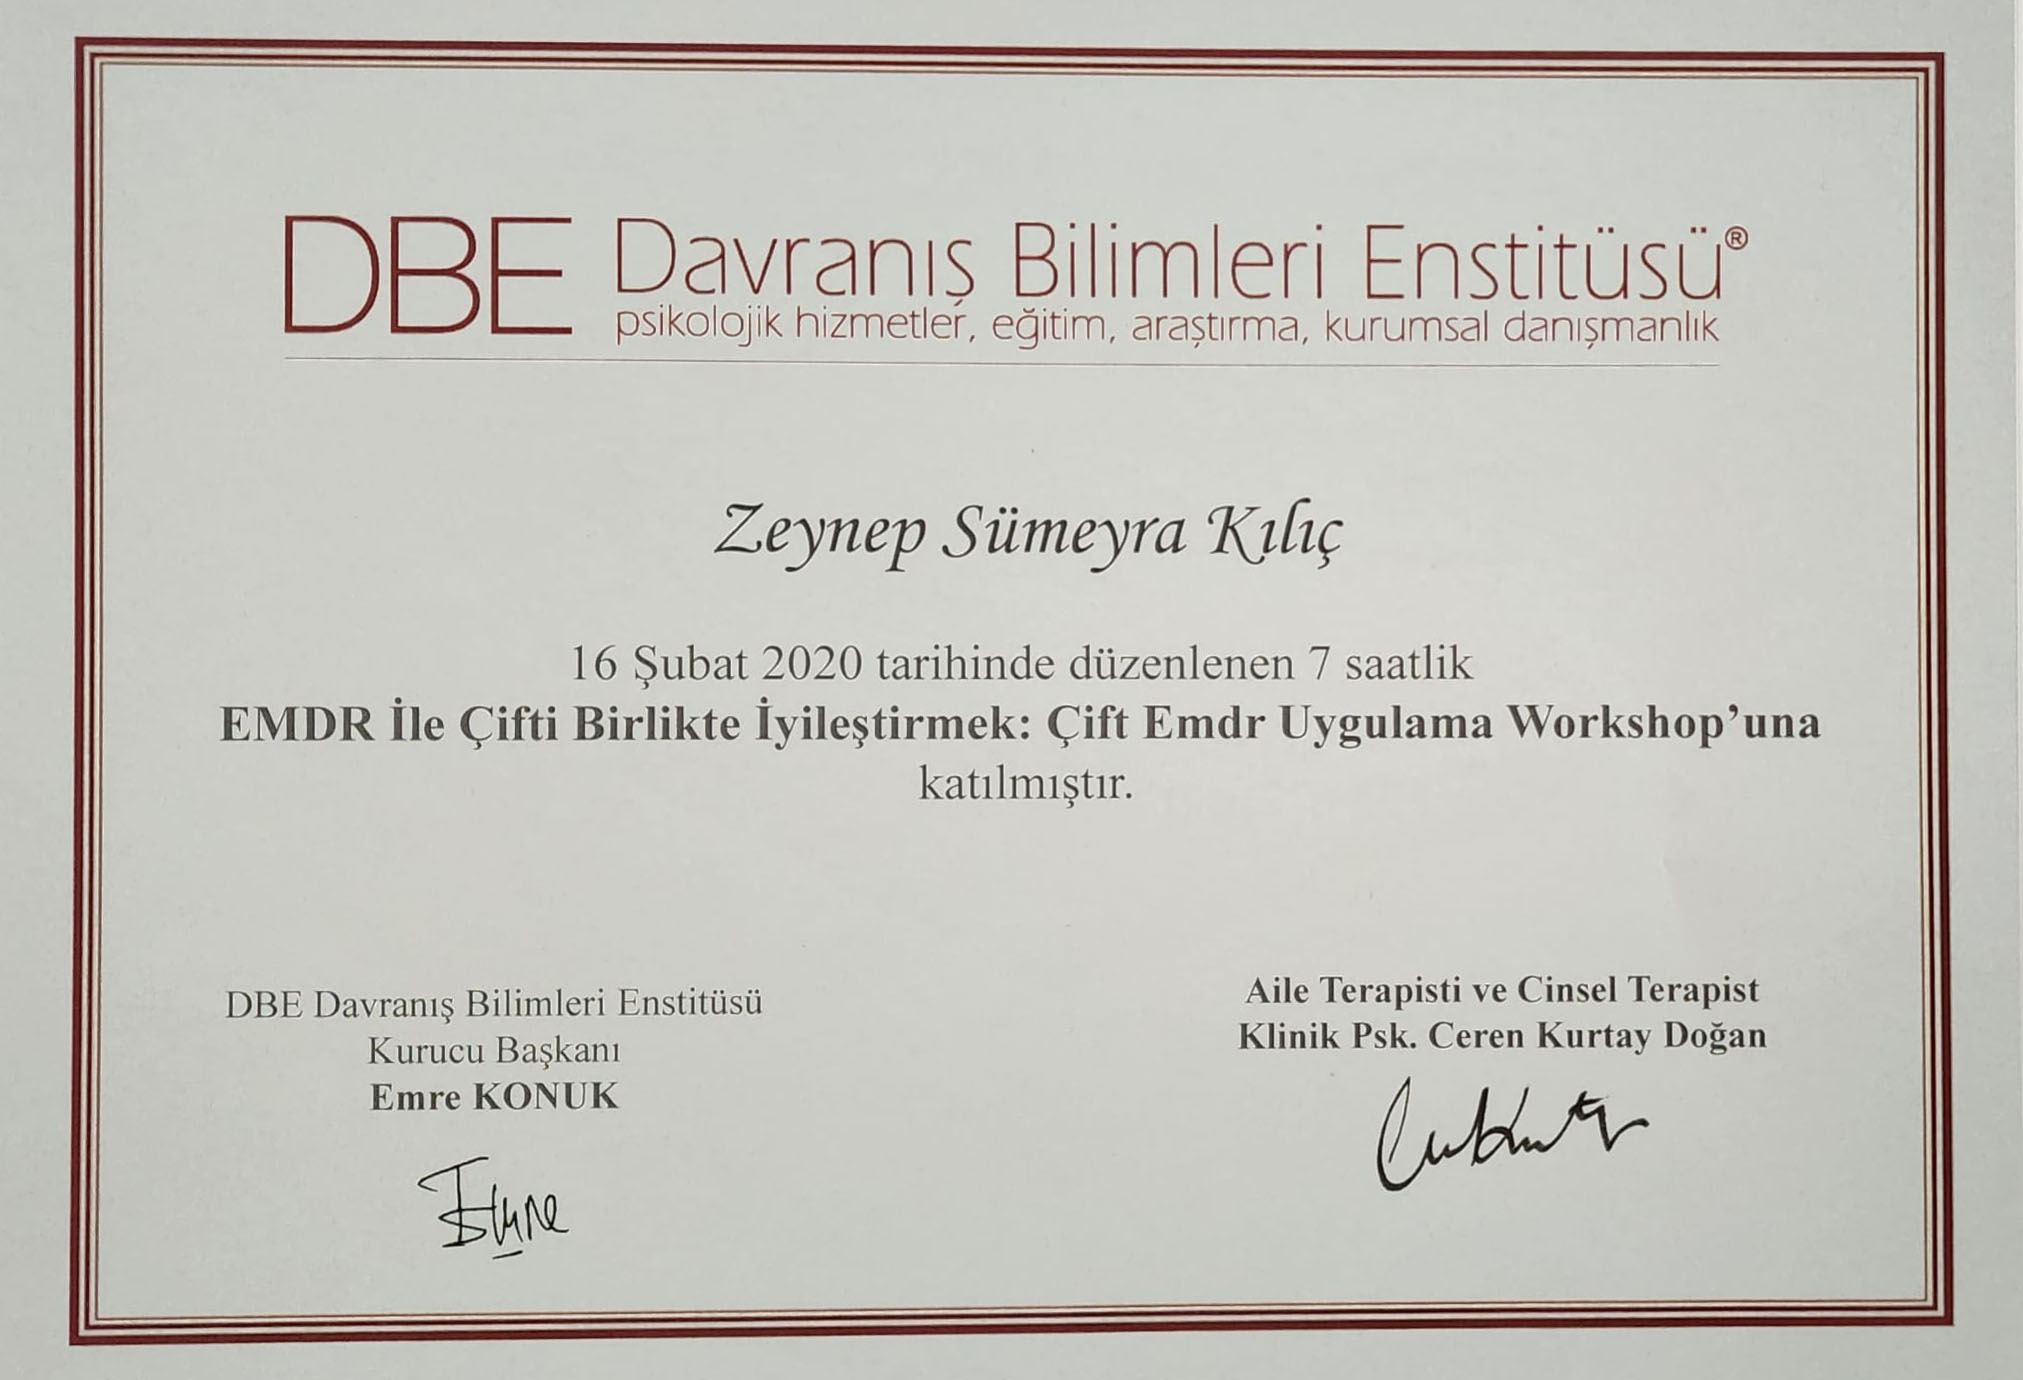 DBE Davranış Bilimleri Enstitüsü®
psikolojik hizmetler, eğitim, araştırma, kurumsal danışmanlık
Zeynep Sümeyra Kılıç
16 Şubat 2020 tarihinde düzenlenen 7 saatlik
EMDR İle Çifti Birlikte İyileştirmek: Çift Emdr Uygulama Workshop’una
katılmıştır.
DBE Davranış Bilimleri Enstitüsü
Kurucu Başkanı
Emre KONUK
Emre
Aile Terapisti ve Cinsel Terapist
Klinik Psk. Ceren Kurtay Doğan